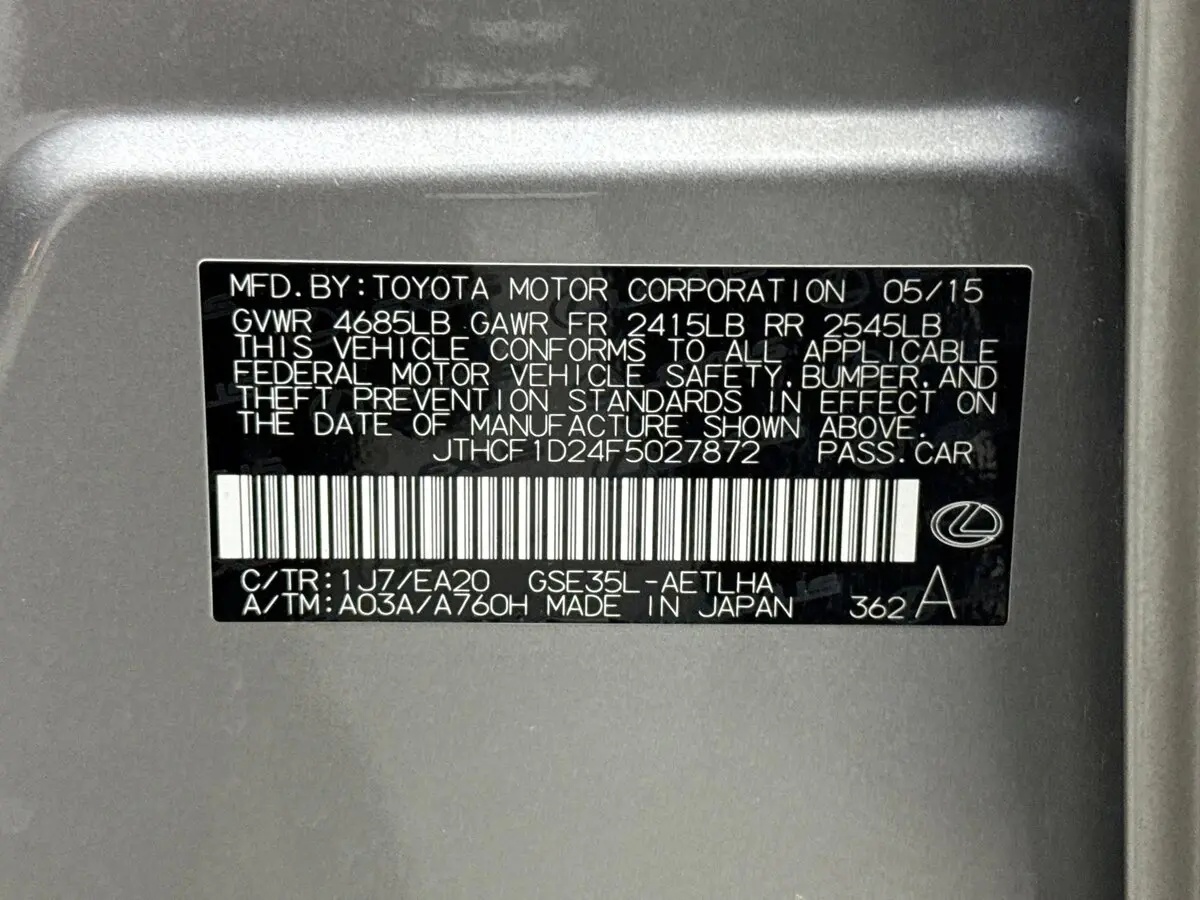 MFD.BY:TOYOTA MOTOR CORPORATION 05/15
GVWR 4685LB GAWR FR 2415LB RR 2545LB
THIS VEHICLE CONFORMS TO ALL APPLICABLE
FEDERAL MOTOR VEHICLE SAFETY,BUMPER,AND
THEFT PREVENTION STANDARDS IN EFFECT ON
THE DATE OF MANUFACTURE SHOWN ABOVE.
JTHCF1D24F5027872 PASS.CAR
C/TR:1J7/EA20 GSE35L-AETLHA
A/TM:A03A/A760H MADE IN JAPAN 362 A